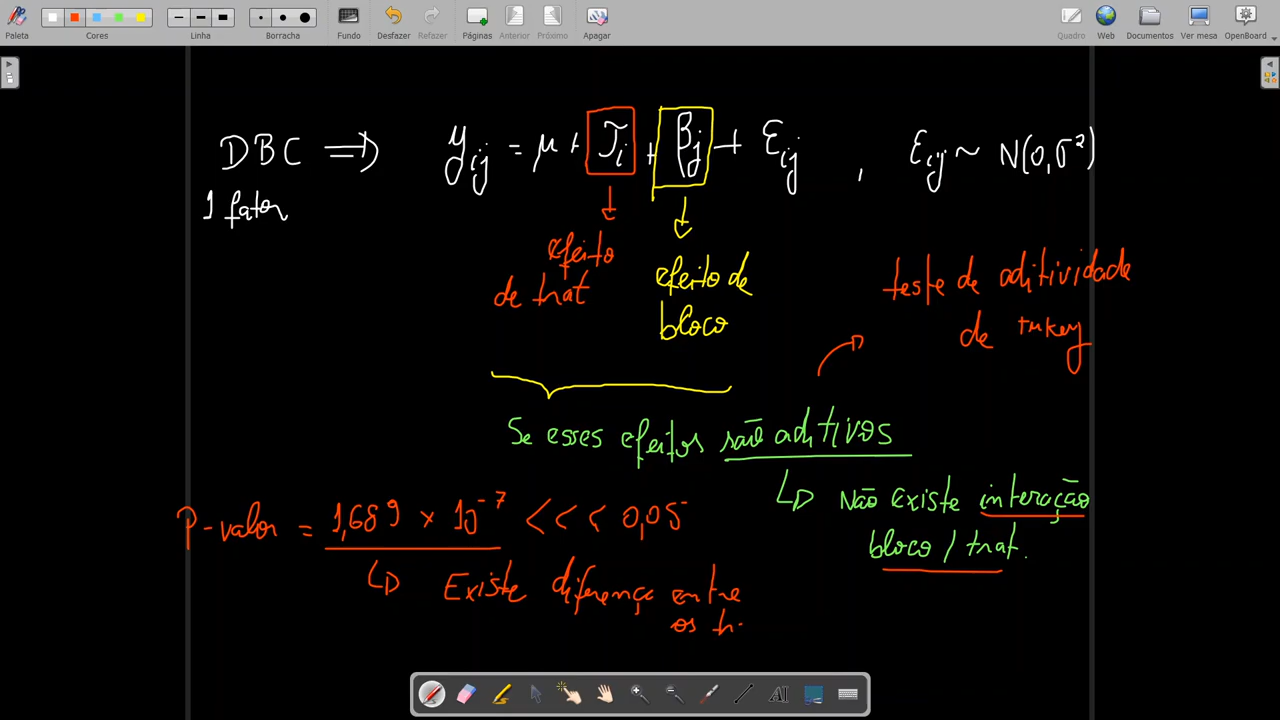 Paleta
Cores
Linha
Borracha
Fundo
Desfazer
Refazer
Páginas
Anterior
Próximo
Apagar
Quadro
Web
Documentos
Ver mesa
OpenBoard
DBC ⇒ yij = μ + τi + βj + εij , εij ~ N(0, σ²)
1 fator
efeito
de trat
efeito de
bloco
teste de aditividade
de tukey
Se esses efeitos são aditivos
↳ Não existe interação
bloco / trat.
P-valor = 1,689 × 10⁻⁷ <<< 0,05
↳ Existe diferença entre
os tr